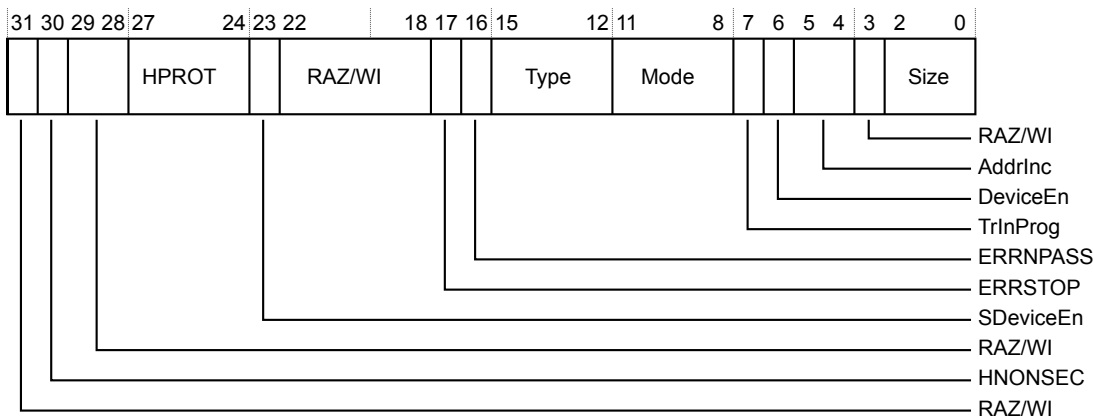 31 30 29 28 27 24 23 22 18 17 16 15 12 11 8 7 6 5 4 3 2 0
HPROT RAZ/WI Type Mode Size
RAZ/WI
AddrInc
DeviceEn
TrInProg
ERRNPASS
ERRSTOP
SDeviceEn
RAZ/WI
HNONSEC
RAZ/WI